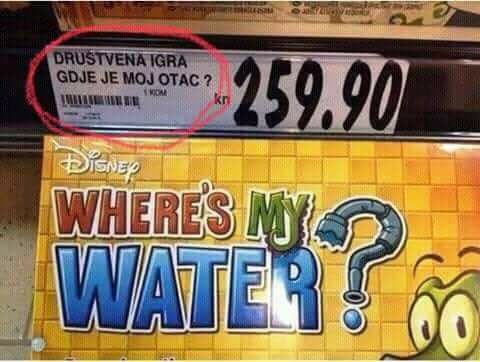 DRUŠTVENA IGRA
GDJE JE MOJ OTAC ?
1 KOM
kn 259.90
DISNEY
WHERE'S MY
WATER?